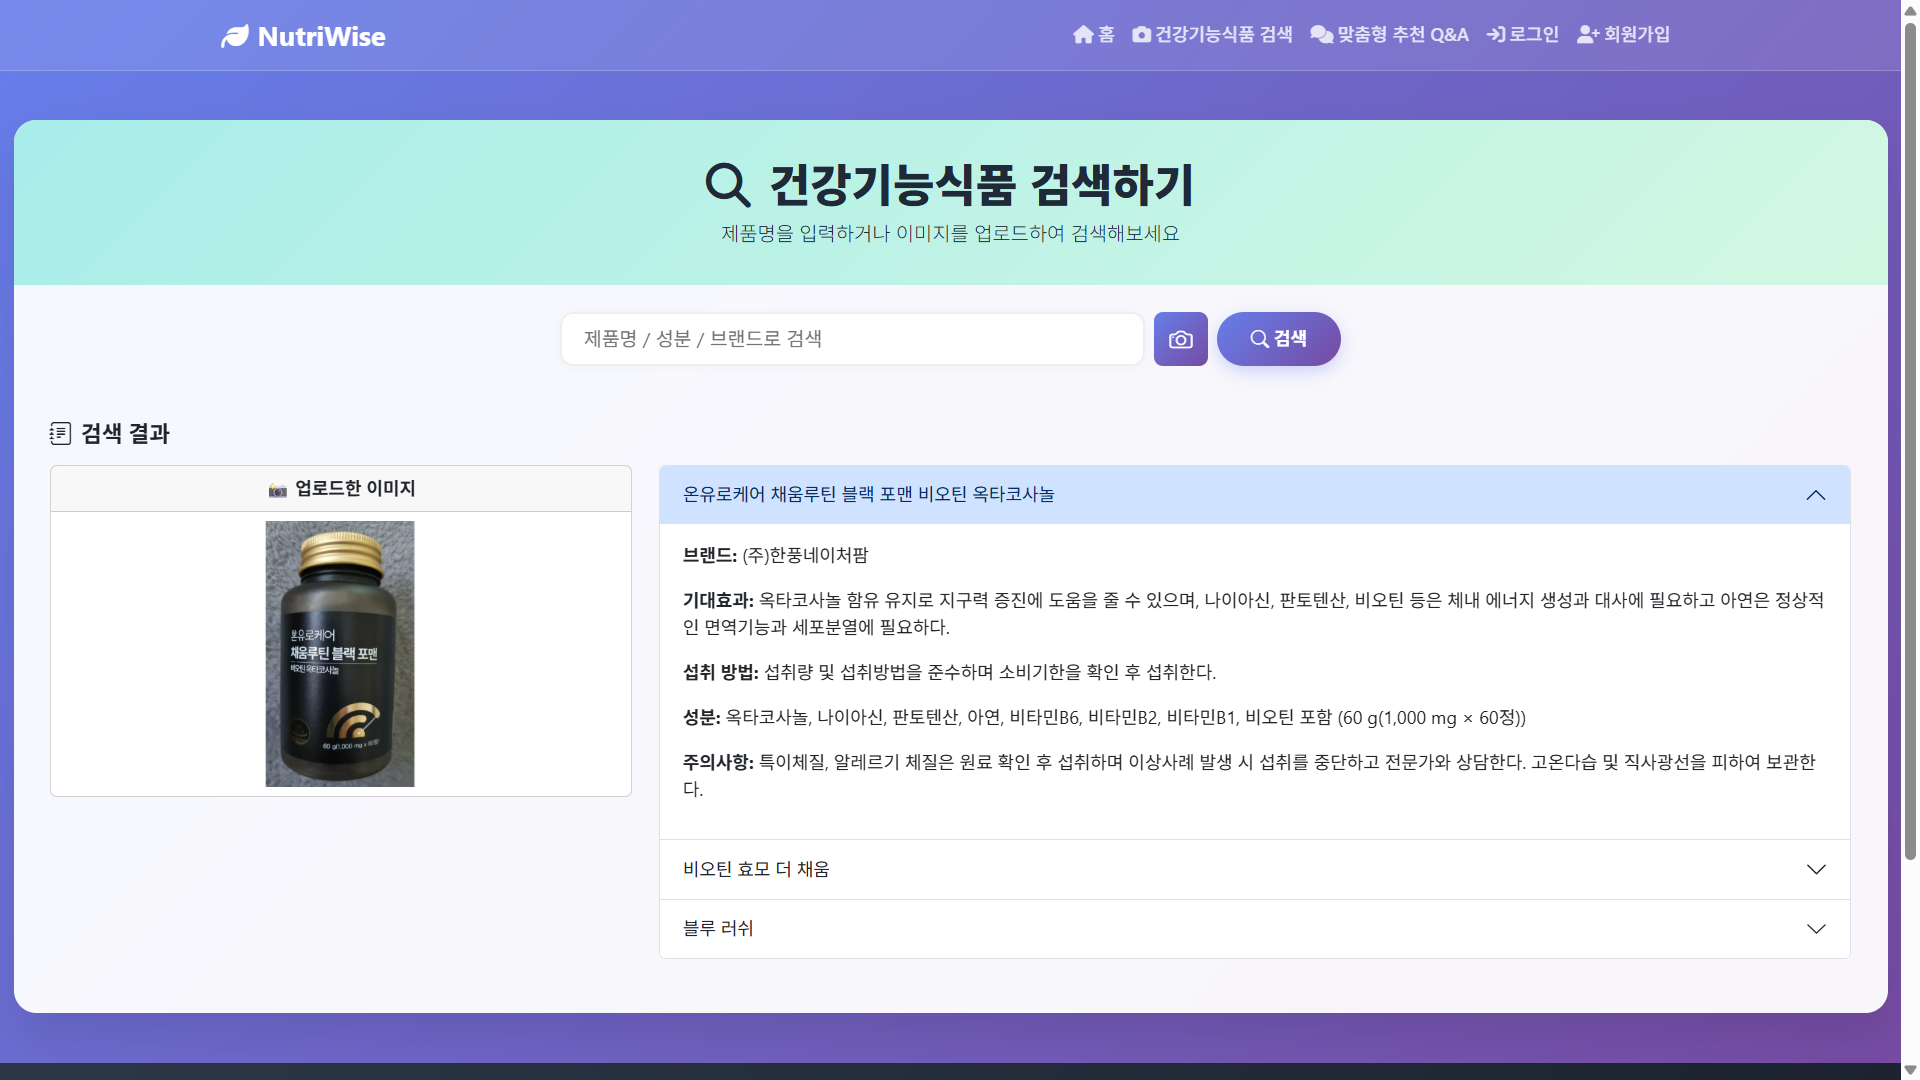 NutriWise
홈 건강기능식품 검색 맞춤형 추천 Q&A 로그인 회원가입
건강기능식품 검색하기
제품명을 입력하거나 이미지를 업로드하여 검색해보세요
제품명 / 성분 / 브랜드로 검색
검색
검색 결과
업로드한 이미지
온유로케어
채움루틴 블랙 포맨
비오틴 옥타코사놀
60 g(1,000 mg x 60정)
온유로케어 채움루틴 블랙 포맨 비오틴 옥타코사놀
브랜드: (주)한풍네이처팜
기대효과: 옥타코사놀 함유 유지로 지구력 증진에 도움을 줄 수 있으며, 나이아신, 판토텐산, 비오틴 등은 체내 에너지 생성과 대사에 필요하고 아연은 정상적
인 면역기능과 세포분열에 필요하다.
섭취 방법: 섭취량 및 섭취방법을 준수하며 소비기한을 확인 후 섭취한다.
성분: 옥타코사놀, 나이아신, 판토텐산, 아연, 비타민B6, 비타민B2, 비타민B1, 비오틴 포함 (60 g(1,000 mg × 60정))
주의사항: 특이체질, 알레르기 체질은 원료 확인 후 섭취하며 이상사례 발생 시 섭취를 중단하고 전문가와 상담한다. 고온다습 및 직사광선을 피하여 보관한
다.
비오틴 효모 더 채움
블루 러쉬